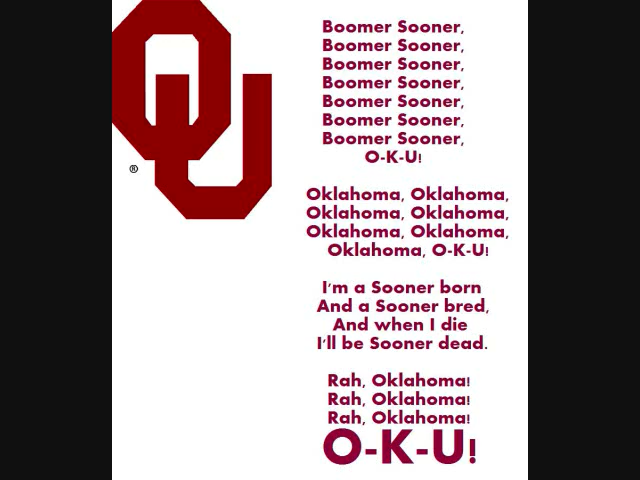 OU
®
Boomer Sooner,
Boomer Sooner,
Boomer Sooner,
Boomer Sooner,
Boomer Sooner,
Boomer Sooner,
Boomer Sooner,
O-K-U!
Oklahoma, Oklahoma,
Oklahoma, Oklahoma,
Oklahoma, Oklahoma,
Oklahoma, O-K-U!
I'm a Sooner born
And a Sooner bred,
And when I die
I'll be Sooner dead.
Rah, Oklahoma!
Rah, Oklahoma!
Rah, Oklahoma!
O-K-U!